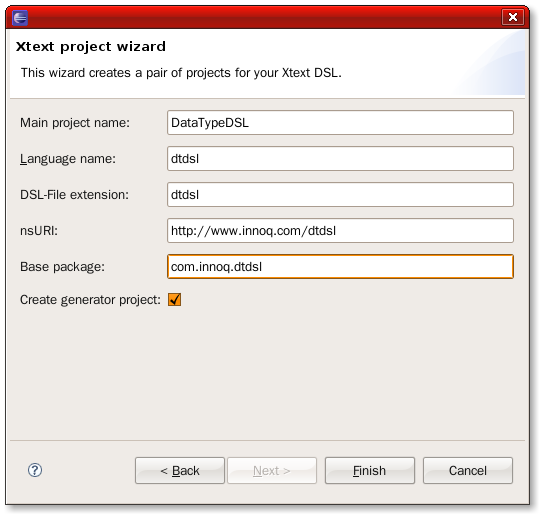 Xtext project wizard
This wizard creates a pair of projects for your Xtext DSL.
Main project name: DataTypeDSL
Language name: dtdsl
DSL-File extension: dtdsl
nsURI: http://www.innoq.com/dtdsl
Base package: com.innoq.dtdsl
Create generator project:
? < Back Next > Finish Cancel